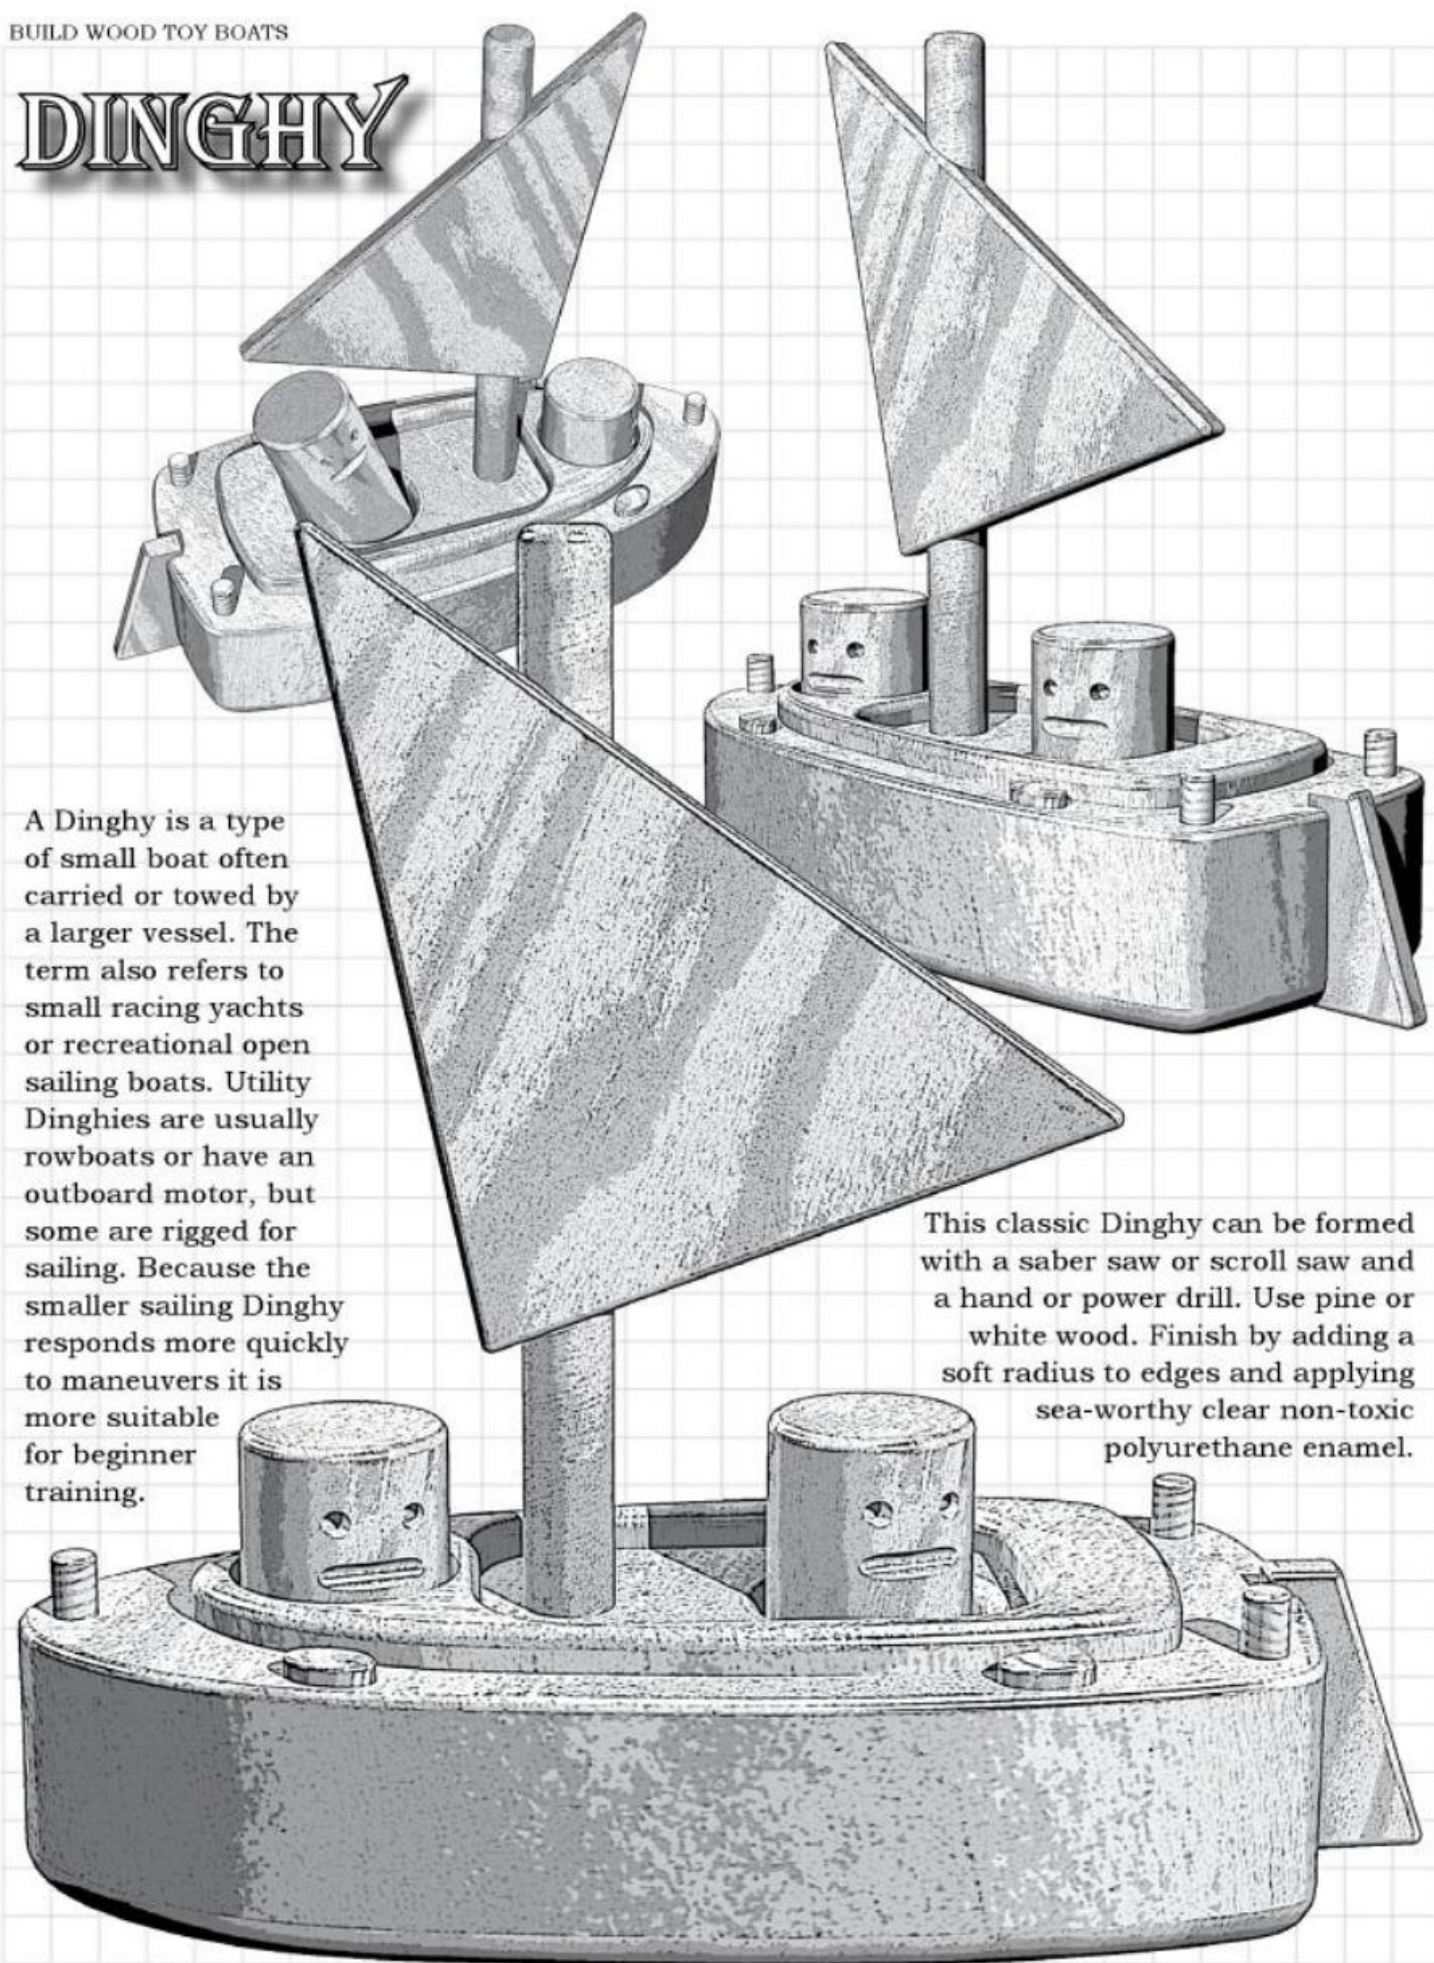 BUILD WOOD TOY BOATS
DINGHY
A Dinghy is a type
of small boat often
carried or towed by
a larger vessel. The
term also refers to
small racing yachts
or recreational open
sailing boats. Utility
Dinghies are usually
rowboats or have an
outboard motor, but
some are rigged for
sailing. Because the
smaller sailing Dinghy
responds more quickly
to maneuvers it is
more suitable
for beginner
training.
This classic Dinghy can be formed
with a saber saw or scroll saw and
a hand or power drill. Use pine or
white wood. Finish by adding a
soft radius to edges and applying
sea-worthy clear non-toxic
polyurethane enamel.